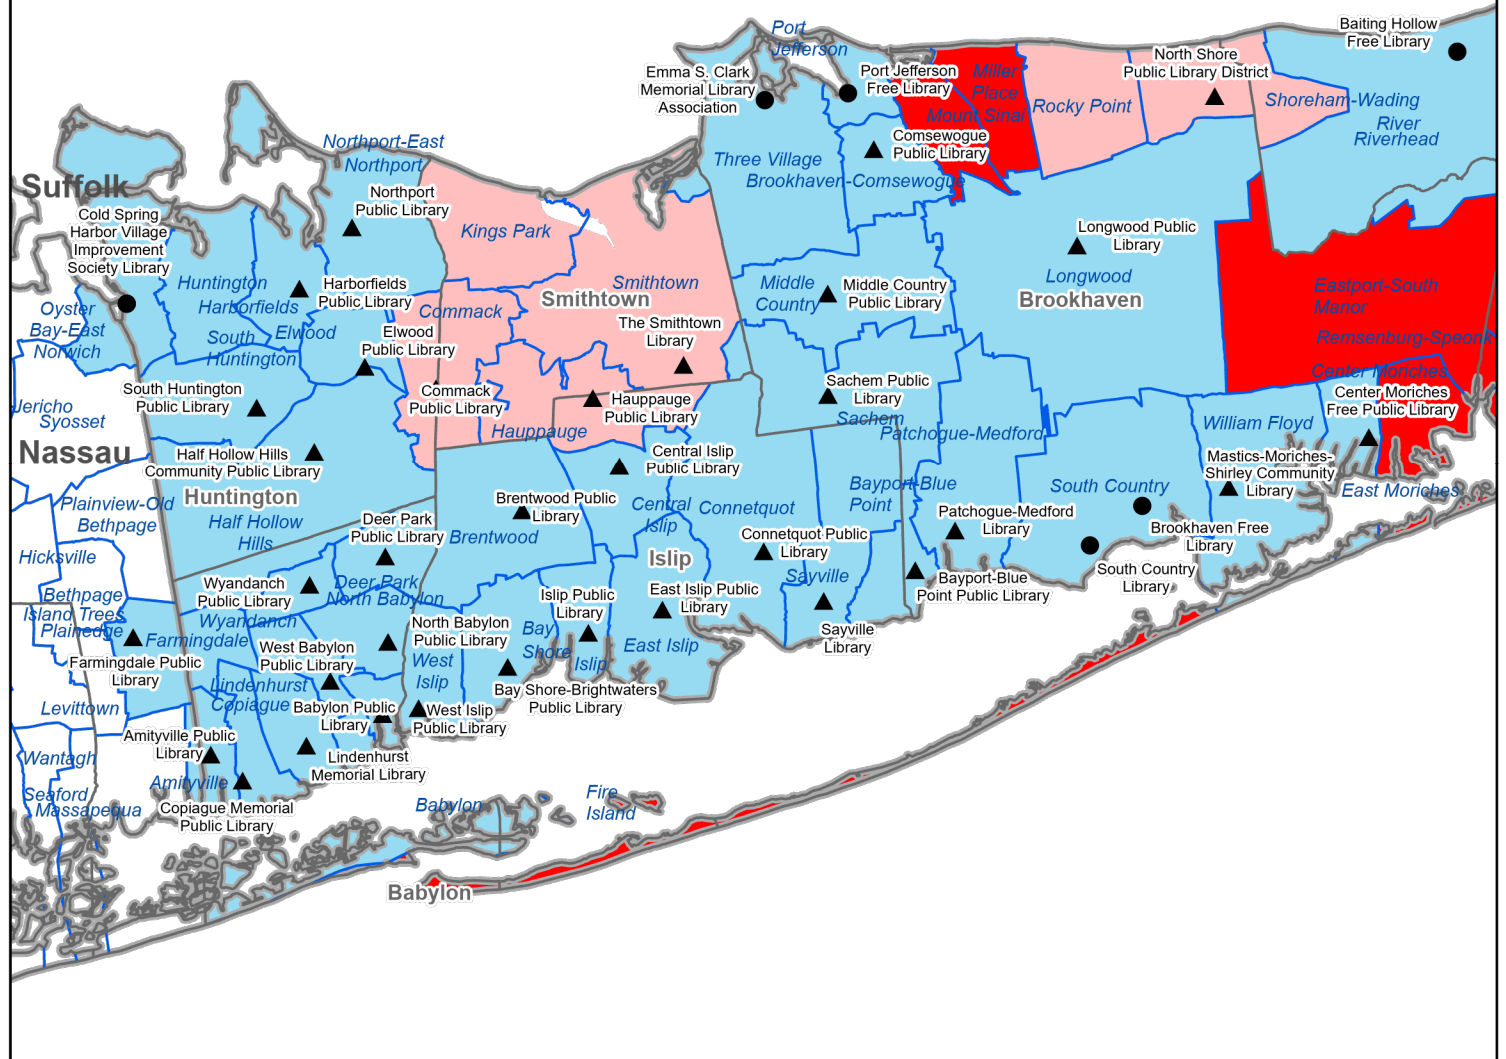 Baiting Hollow
Free Library
Port
Jefferson
North Shore
Public Library District
Emma S. Clark
Memorial Library
Association
Port Jefferson
Free Library
Miller
Place
Rocky Point
Mount Sinai
Shoreham-Wading
River
Riverhead
Comsewogue
Public Library
Northport-East
Northport
Three Village
Brookhaven-Comsewogue
Suffolk
Northport
Public Library
Cold Spring
Harbor Village
Improvement
Society Library
Kings Park
Longwood Public
Library
Longwood
Brookhaven
Huntington
Harborfields
Harborfields
Public Library
Smithtown
Smithtown
Middle
Country
Middle Country
Public Library
Eastport-South
Manor
Oyster
Bay-East
Norwich
South
Huntington
Elwood
Elwood
Public Library
Commack
The Smithtown
Library
Remsenburg-Speonk
Center Moriches
South Huntington
Public Library
Commack
Public Library
Hauppauge
Public Library
Hauppauge
Sachem Public
Library
Sachem
Patchogue-Medford
Center Moriches
Free Public Library
William Floyd
Jericho
Syosset
Nassau
Half Hollow Hills
Community Public Library
Huntington
Central Islip
Public Library
Mastics-Moriches-
Shirley Community
Library
East Moriches
Plainview-Old
Bethpage
Half Hollow
Hills
Deer Park
Public Library
Brentwood Public
Library
Brentwood
Central
Islip
Connetquot
Bayport-Blue
Point
South Country
Patchogue-Medford
Library
Brookhaven Free
Library
Hicksville
Islip
Connetquot Public
Library
South Country
Library
Wyandanch
Public Library
Deer Park
North Babylon
Islip Public
Library
East Islip Public
Library
Sayville
Bayport-Blue
Point Public Library
Bethpage
Island Trees
Plainedge
Farmingdale
Wyandanch
North Babylon
Public Library
Bay
Shore
Islip
East Islip
Sayville
Library
Farmingdale Public
Library
West Babylon
Public Library
West
Islip
Lindenhurst
Copiague
Bay Shore-Brightwaters
Public Library
Levittown
Babylon Public
Library
West Islip
Public Library
Amityville Public
Library
Lindenhurst
Memorial Library
Wantagh
Amityville
Seaford
Massapequa
Copiague Memorial
Public Library
Babylon
Fire
Island
Babylon